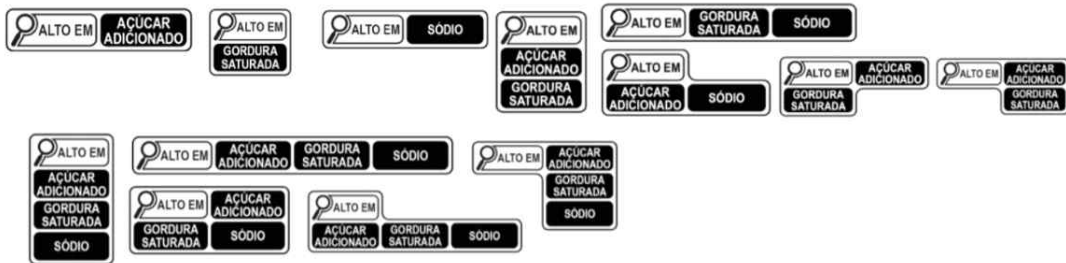 ALTO EM AÇÚCAR
ADICIONADO
ALTO EM
GORDURA
SATURADA
ALTO EM SÓDIO
ALTO EM
AÇÚCAR
ADICIONADO
GORDURA
SATURADA
ALTO EM GORDURA
SATURADA SÓDIO
ALTO EM
AÇÚCAR
ADICIONADO SÓDIO
ALTO EM AÇÚCAR
ADICIONADO
GORDURA
SATURADA
ALTO EM AÇÚCAR
ADICIONADO
GORDURA
SATURADA
ALTO EM
AÇÚCAR
ADICIONADO
GORDURA
SATURADA
SÓDIO
ALTO EM AÇÚCAR
ADICIONADO GORDURA
SATURADA SÓDIO
ALTO EM AÇÚCAR
ADICIONADO
GORDURA
SATURADA SÓDIO
ALTO EM
AÇÚCAR
ADICIONADO GORDURA
SATURADA SÓDIO
ALTO EM AÇÚCAR
ADICIONADO
GORDURA
SATURADA
SÓDIO